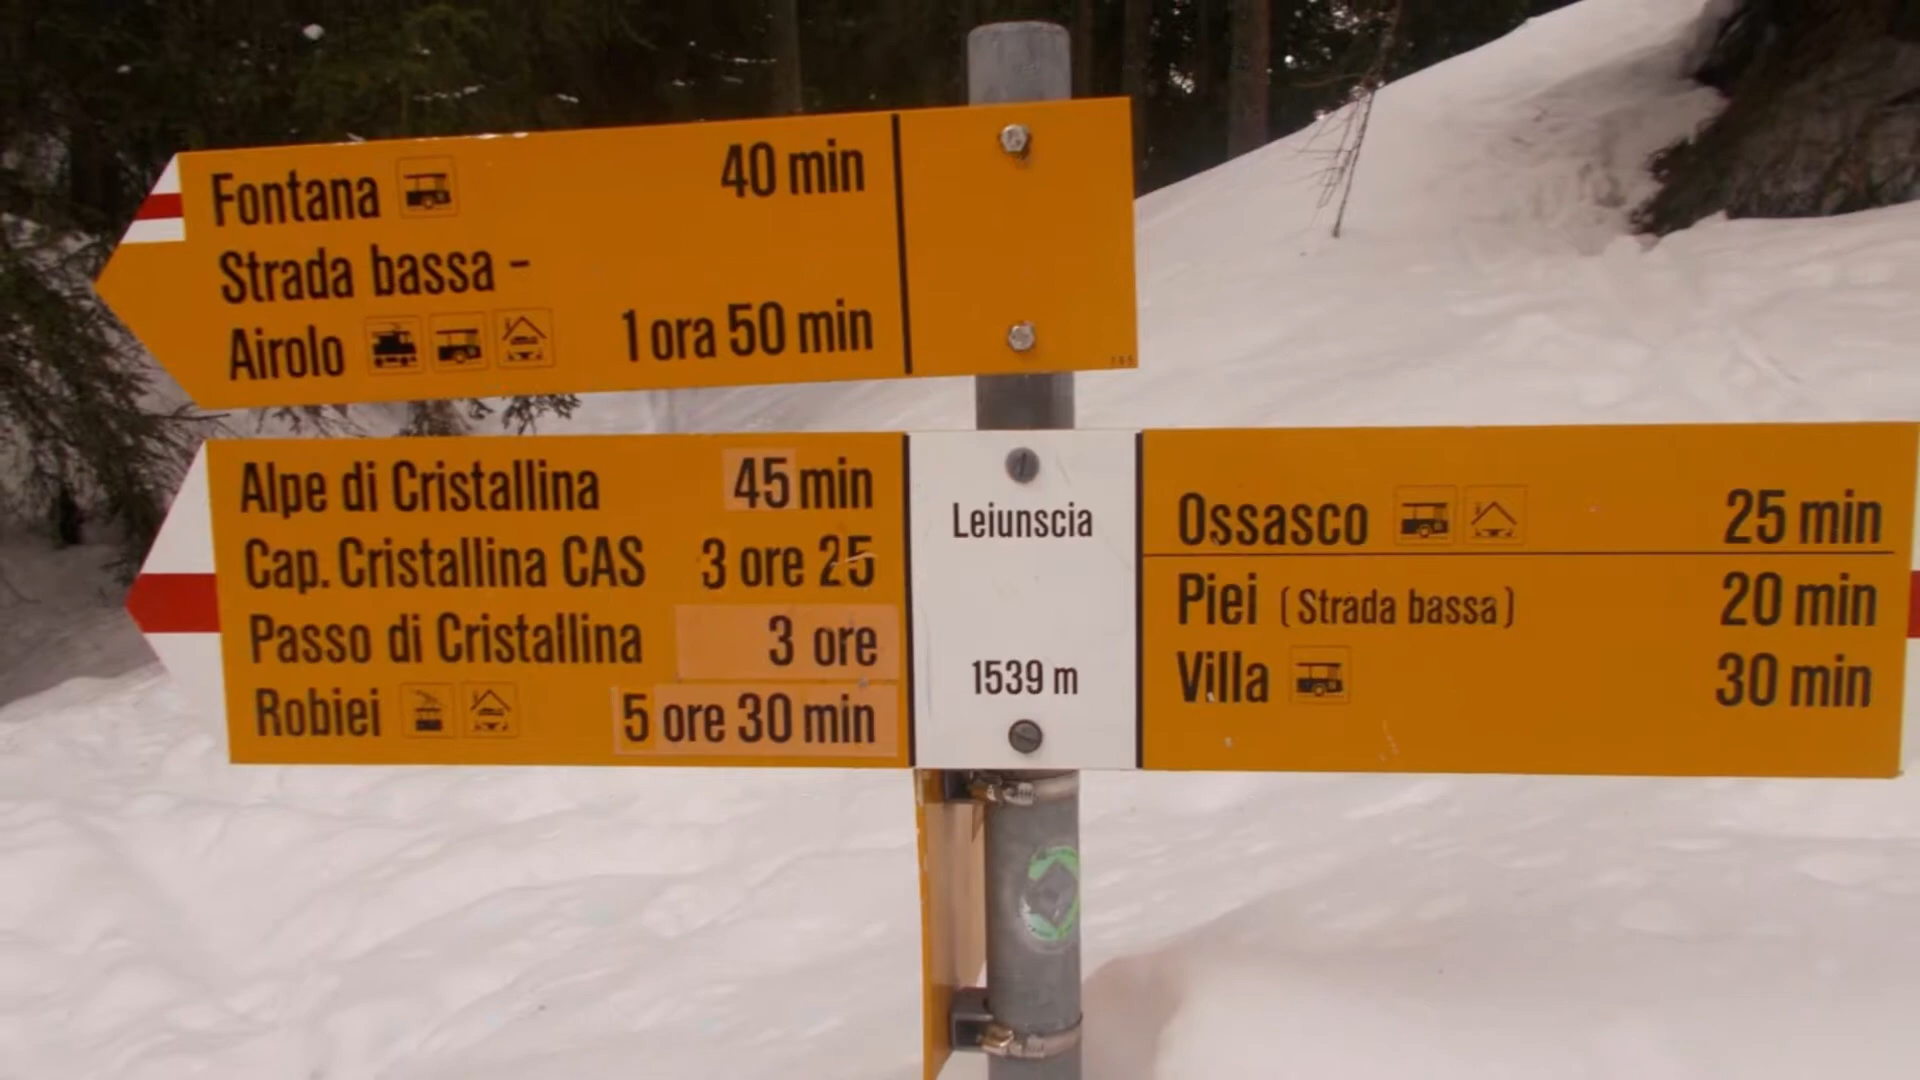 Fontana 40 min
Strada bassa -
Airolo 1 ora 50 min
Alpe di Cristallina 45 min
Cap. Cristallina CAS 3 ore 25
Passo di Cristallina 3 ore
Robiei 5 ore 30 min
Leiunscia
1539 m
Ossasco 25 min
Piei (Strada bassa) 20 min
Villa 30 min